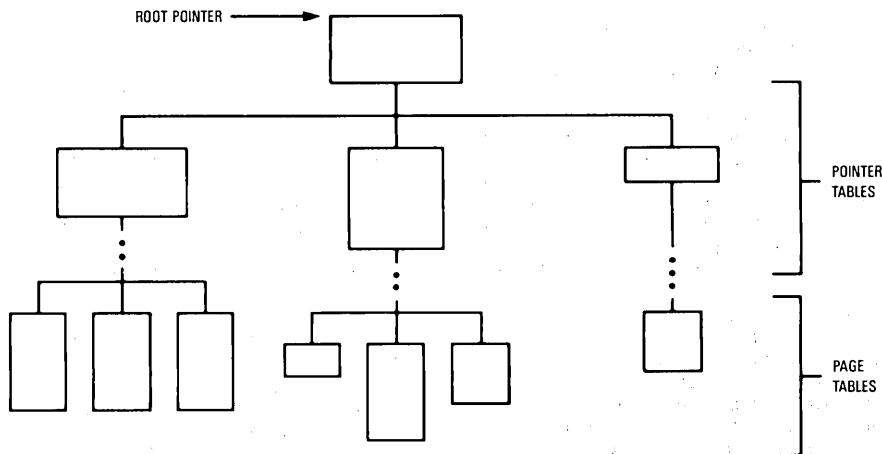 ROOT POINTER
POINTER
TABLES
PAGE
TABLES